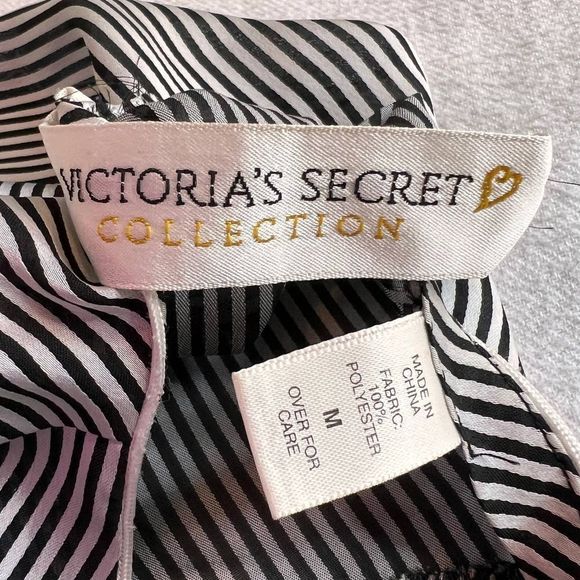 VICTORIA'S SECRET
COLLECTION
MADE IN
CHINA
FABRIC:
100%
POLYESTER
M
OVER FOR
CARE